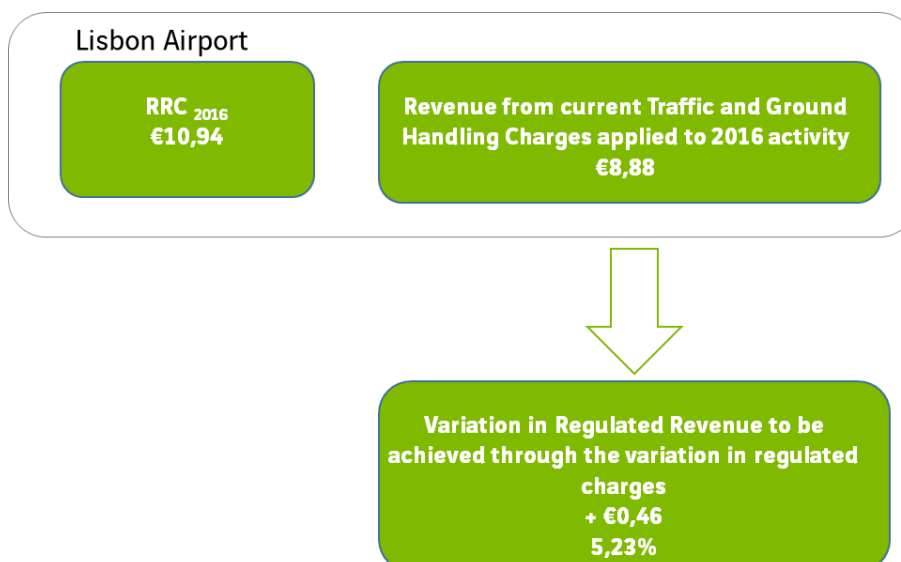 Lisbon Airport
RRC 2016
€10,94
Revenue from current Traffic and Ground
Handling Charges applied to 2016 activity
€8,88
Variation in Regulated Revenue to be
achieved through the variation in regulated
charges
+ €0,46
5,23%